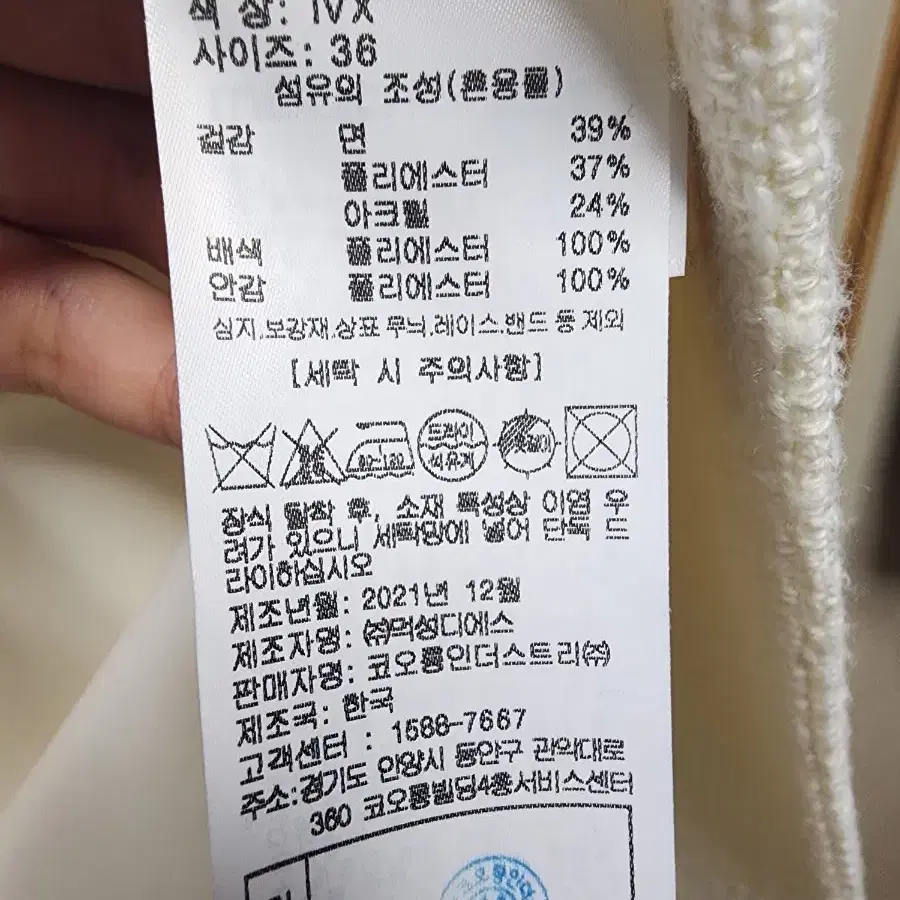 색 상: IVX
사이즈: 36
섬유의 조성(혼용률)
겉감 면 39%
폴리에스터 37%
아크릴 24%
배색 폴리에스터 100%
안감 폴리에스터 100%
심지.보강재.상표 무늬.레이스.밴드 등 제외
[세탁 시 주의사항]
80~120
드라이
석유계
장식 탈착 후, 소재 특성상 이염 우
려가 있으니 세탁망에 넣어 단독 드
라이하십시오
제조년월: 2021년 12월
제조자명: ㈜먹성디에스
판매자명: 코오롱인더스트리㈜
제조국: 한국
고객센터 : 1588-7667
주소:경기도 안양시 동안구 관악대로
360 코오롱빌딩4층서비스센터